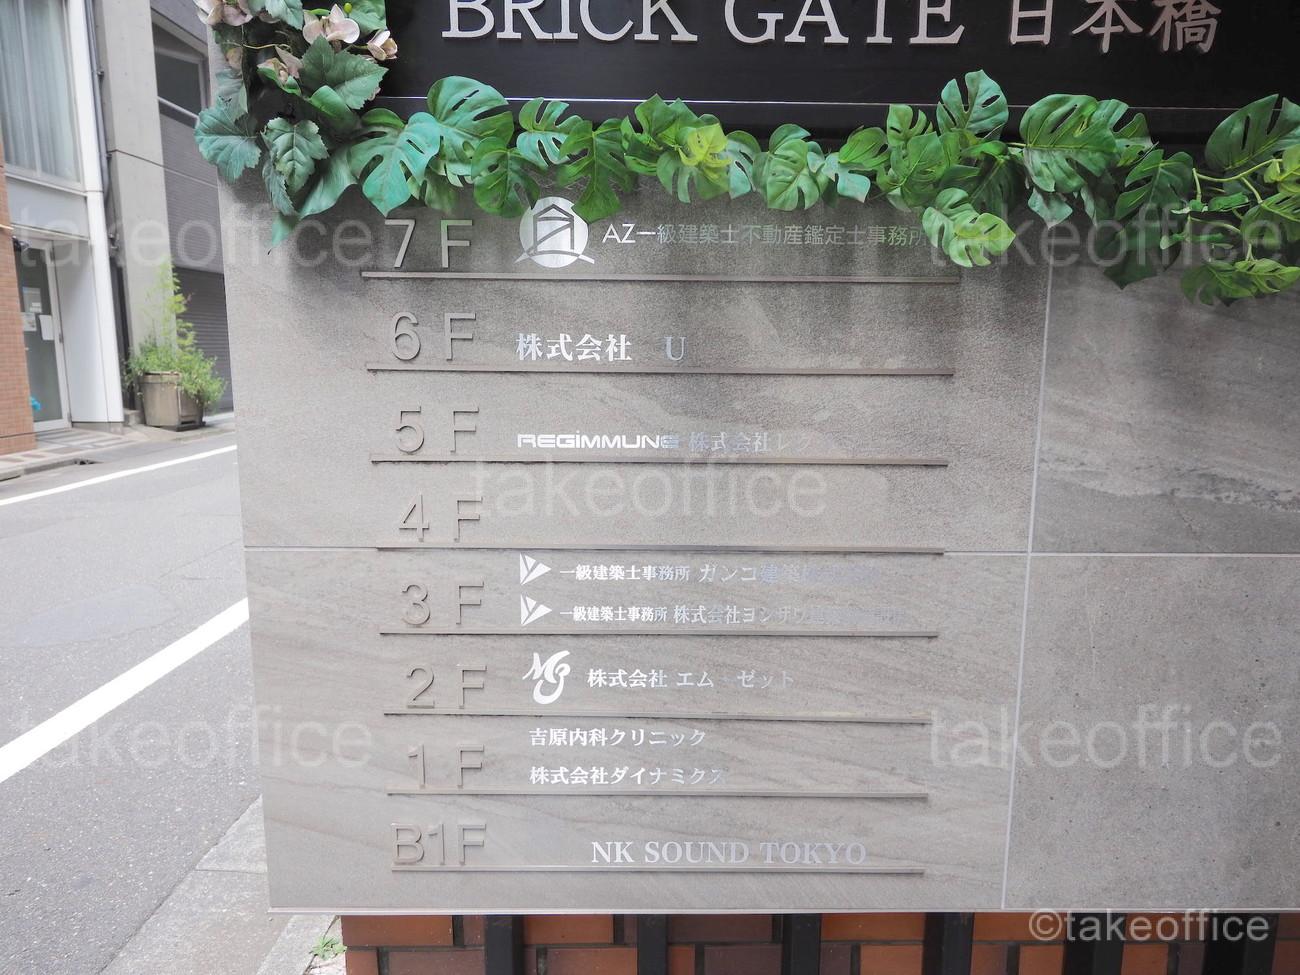 BRICK GATE 日本橋
7F AZ一級建築士不動産鑑定士事務所
6F 株式会社 U
5F REGiMMUNE 株式会社レ
4F
一級建築士事務所 ガンコ建築
3F
一級建築士事務所 株式会社ヨシザワ建築
2F 株式会社 エム・ゼット
吉原内科クリニック
1F
株式会社ダイナミクス
B1F NK SOUND TOKYO
takeoffice
takeoffice
takeoffice
takeoffice
takeoffice
©takeoffice